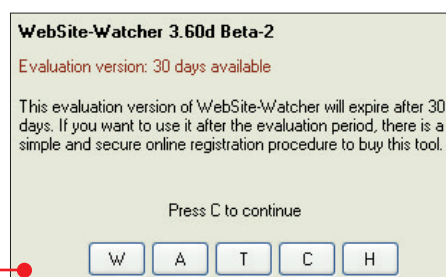 WebSite-Watcher 3.60d Beta-2
Evaluation version: 30 days available
This evaluation version of WebSite-Watcher will expire after 30
days. If you want to use it after the evaluation period, there is a
simple and secure online registration procedure to buy this tool.
Press C to continue
W A T C H